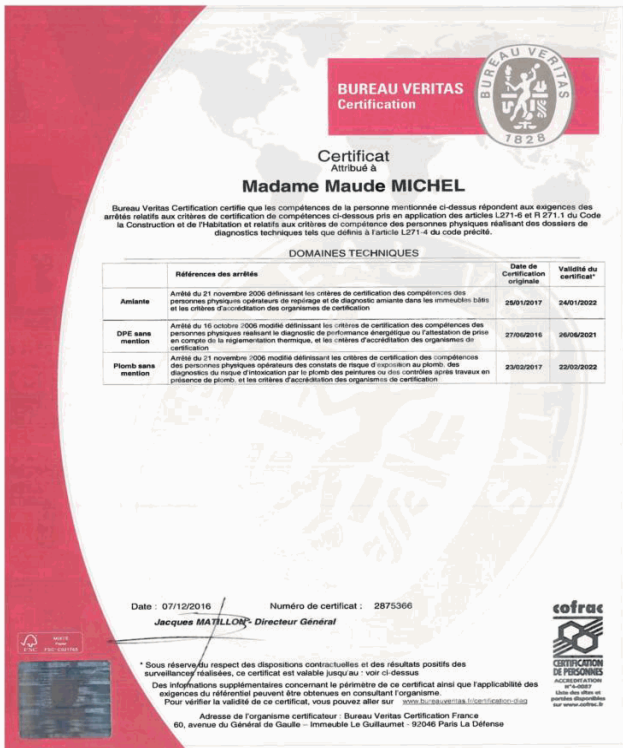 BUREAU VERITAS
Certification
BUREAU VERITAS
1828
Certificat
Attribué à
Madame Maude MICHEL
Bureau Veritas Certification certifie que les compétences de la personne mentionnée ci-dessus répondent aux exigences des
arrêtés relatifs aux critères de certification de compétences ci-dessous pris en application des articles L271-6 et R 271.1 du Code
la Construction et de l'Habitation et relatifs aux critères de compétence des personnes physiques réalisant des dossiers de
diagnostics techniques tels que définis à l'article L271-4 du code précité.
DOMAINES TECHNIQUES
Références des arrêtés
Date de
Certification
originale
Validité du
certificat*
Amiante
Arrêté du 21 novembre 2006 définissant les critères de certification des compétences des
personnes physiques opérateurs de repérage et de diagnostic amiante dans les immeubles bâtis
et les critères d'accréditation des organismes de certification
25/01/2017
24/01/2022
DPE sans
mention
Arrêté du 16 octobre 2006 modifié définissant les critères de certification des compétences des
personnes physiques réalisant le diagnostic de performance énergétique ou l'attestation de prise
en compte de la réglementation thermique, et les critères d'accréditation des organismes de
certification
27/06/2016
26/06/2021
Plomb sans
mention
Arrêté du 21 novembre 2006 modifié définissant les critères de certification des compétences
des personnes physiques opérateurs des constats de risque d'exposition au plomb, des
diagnostics du risque d'intoxication par le plomb des peintures ou des contrôles après travaux en
présence de plomb, et les critères d'accréditation des organismes de certification
23/02/2017
22/02/2022
Date : 07/12/2016
Numéro de certificat : 2875366
Jacques MATILLON - Directeur Général
* Sous réserve du respect des dispositions contractuelles et des résultats positifs des
surveillances réalisées, ce certificat est valable jusqu'au : voir ci-dessus
Des informations supplémentaires concernant le périmètre de ce certificat ainsi que l'applicabilité des
exigences du référentiel peuvent être obtenues en consultant l'organisme.
Pour vérifier la validité de ce certificat, vous pouvez aller sur www.bureauveritas.fr/certification-diag
Adresse de l'organisme certificateur : Bureau Veritas Certification France
60, avenue du Général de Gaulle – Immeuble Le Guillaumet - 92046 Paris La Défense
FSC
cofrac
CERTIFICATION
DE PERSONNES
ACCREDITATION
N°4-0087
Liste des sites et
portées disponibles
sur www.cofrac.fr